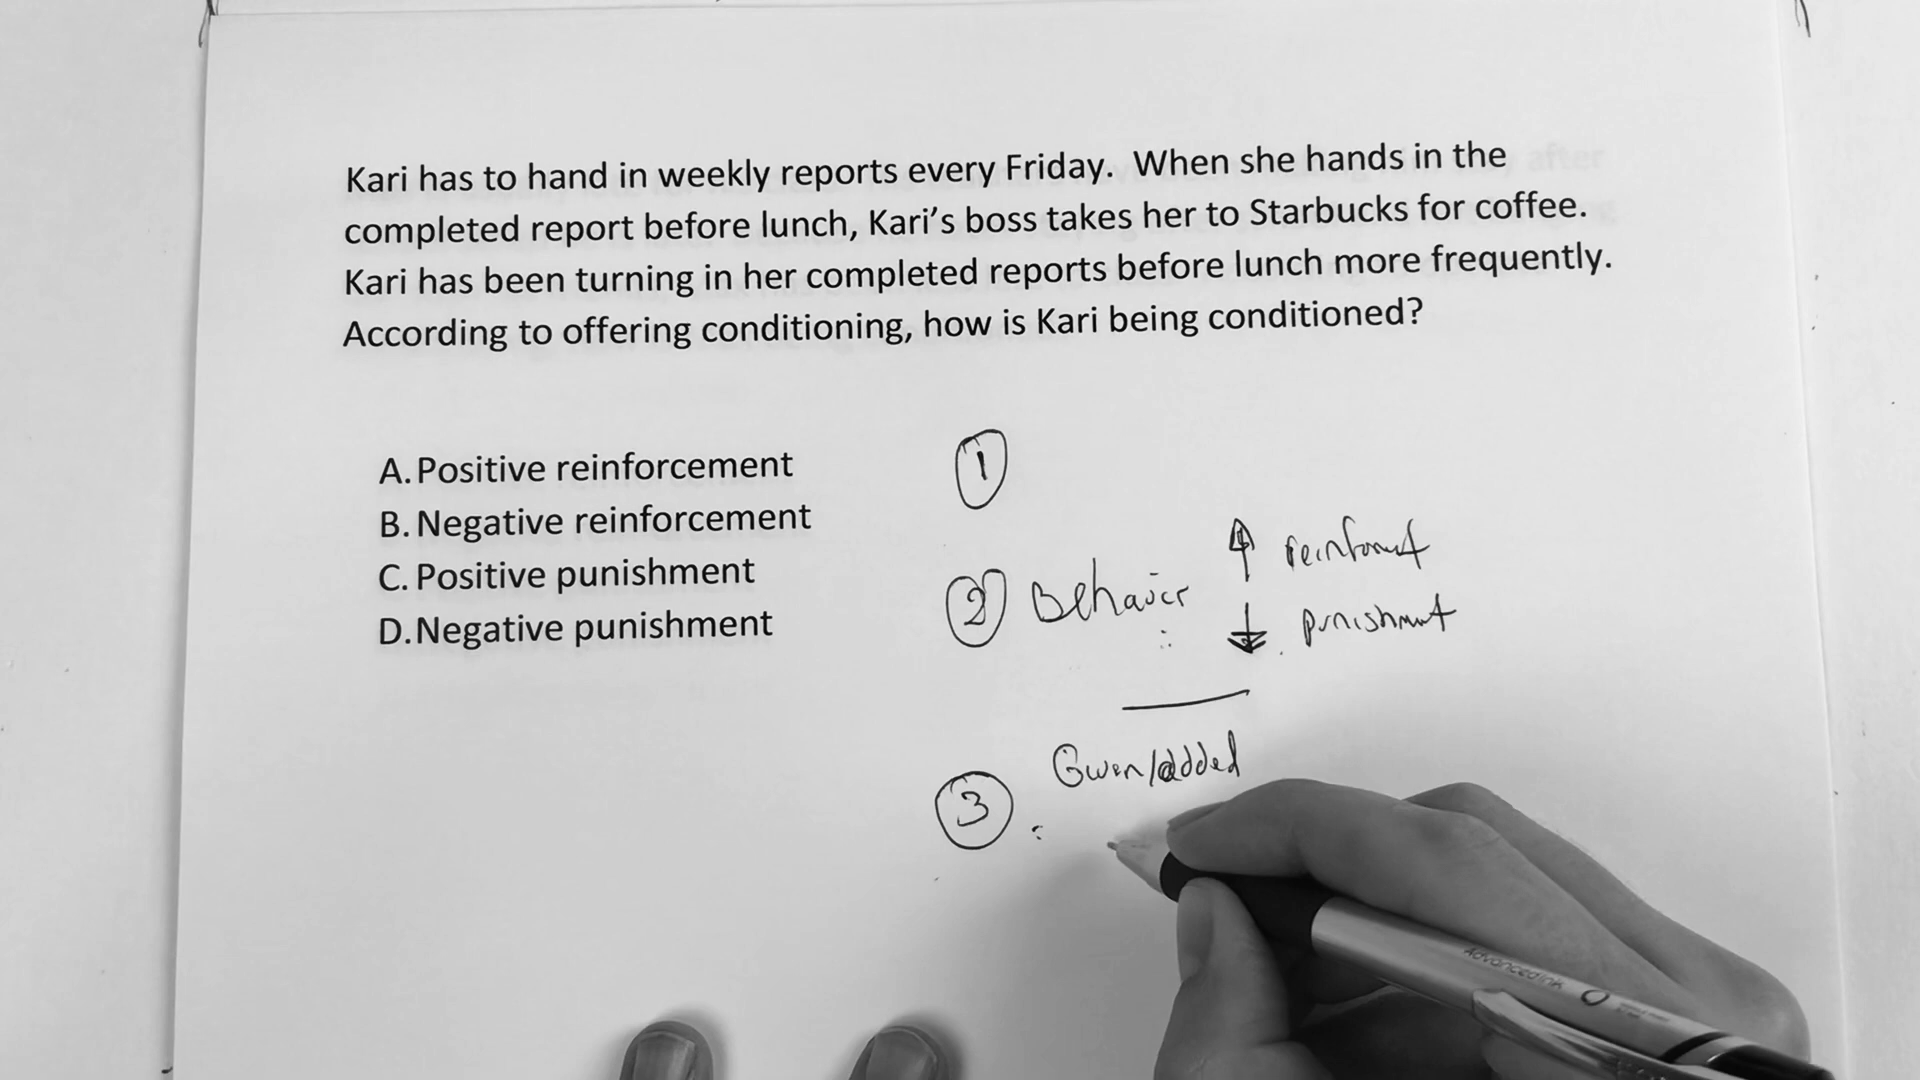 Kari has to hand in weekly reports every Friday. When she hands in the
completed report before lunch, Kari's boss takes her to Starbucks for coffee.
Kari has been turning in her completed reports before lunch more frequently.
According to offering conditioning, how is Kari being conditioned?
A. Positive reinforcement
B. Negative reinforcement
C. Positive punishment
D. Negative punishment
1
2 Behavior
↑ reinforcement
↓ punishment
3
Given/added
Advanced ink